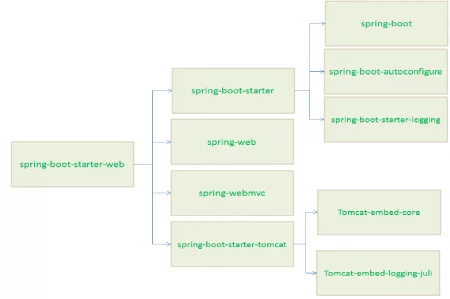 spring-boot
spring-boot-starter
spring-boot-autoconfigure
spring-boot-starter-logging
spring-web
spring-boot-starter-web
spring-webmvc
Tomcat-embed-core
spring-boot-starter-tomcat
Tomcat-embed-logging-juli